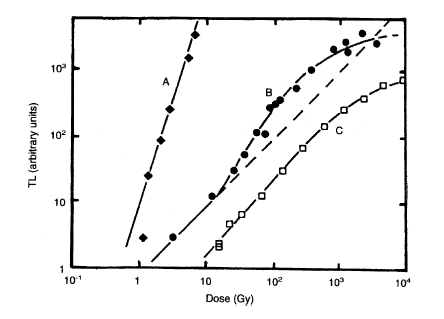 10³
10²
10
1
TL (arbitrary units)
A
B
C
10⁻¹
1
10
10²
10³
10⁴
Dose (Gy)